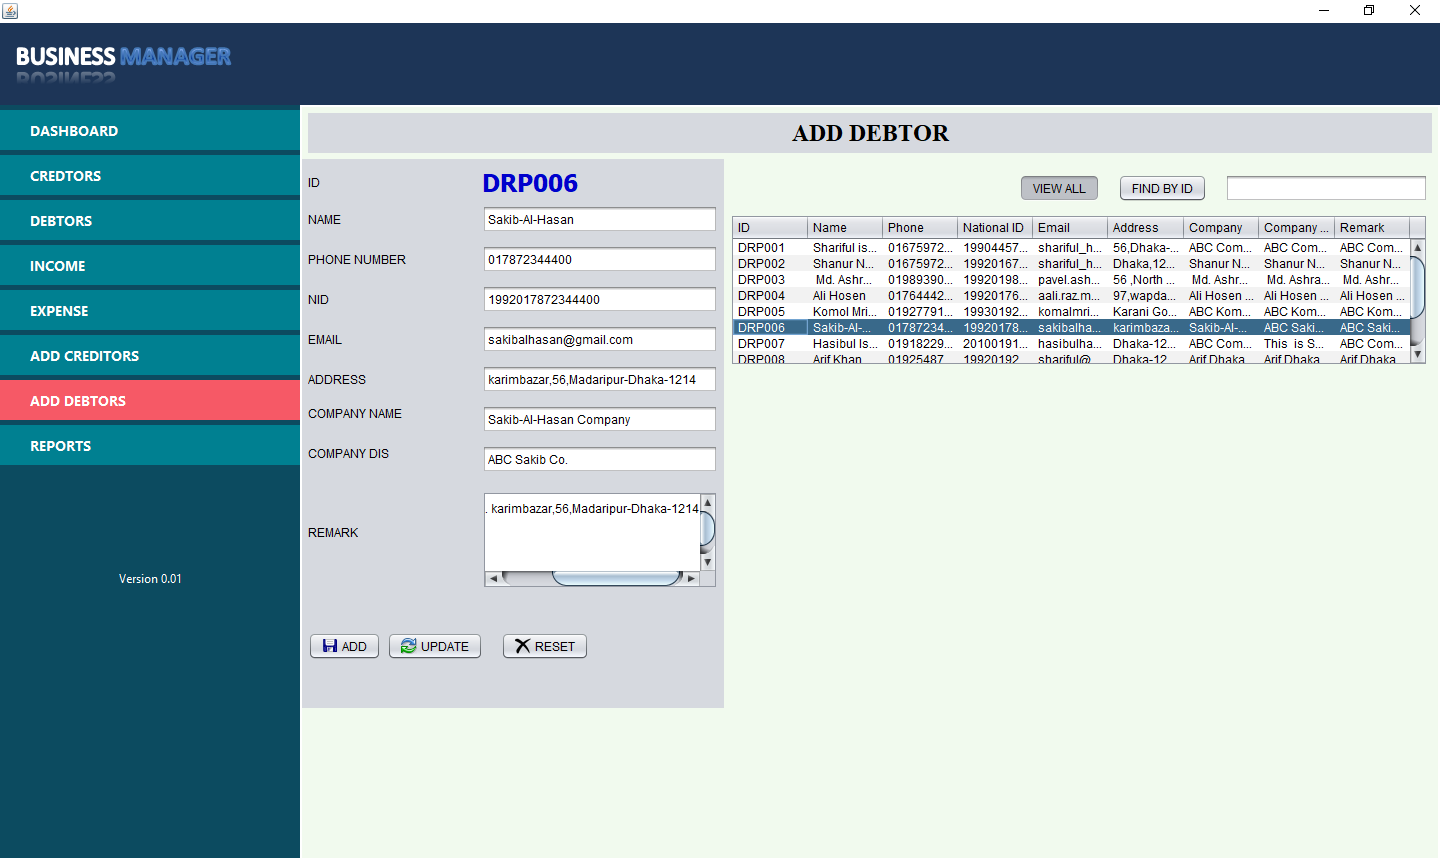 BUSINESS MANAGER
DASHBOARD
CREDTORS
DEBTORS
INCOME
EXPENSE
ADD CREDITORS
ADD DEBTORS
REPORTS
Version 0.01
ADD DEBTOR
ID DRP006
NAME Sakib-Al-Hasan
PHONE NUMBER 017872344400
NID 1992017872344400
EMAIL sakibalhasan@gmail.com
ADDRESS karimbazar,56,Madaripur-Dhaka-1214
COMPANY NAME Sakib-Al-Hasan Company
COMPANY DIS ABC Sakib Co.
REMARK . karimbazar,56,Madaripur-Dhaka-1214
ADD UPDATE RESET
VIEW ALL FIND BY ID
ID Name Phone National ID Email Address Company Company ... Remark
DRP001 Shariful is... 01675972... 19904457... shariful_h... 56,Dhaka-... ABC Com... ABC Com... ABC Com...
DRP002 Shanur N... 01675972... 19920167... shariful_h... Dhaka,12... Shanur N... Shanur N... Shanur N...
DRP003 Md. Ashr... 01989390... 19920198... pavel.ash... 56 ,North ... Md. Ashr... Md. Ashra... Md. Ashr...
DRP004 Ali Hosen 01764442... 19920176... aali.raz.m... 97,wapda... Ali Hosen ... Ali Hosen ... Ali Hosen ...
DRP005 Komol Mri... 01927791... 19930192... komalmri... Karani Go... ABC Kom... ABC Kom... ABC Kom...
DRP006 Sakib-Al-... 01787234... 19920178... sakibalha... karimbaza... Sakib-Al-... ABC Saki... ABC Saki...
DRP007 Hasibul Is... 01918229... 20100191... hasibulha... Dhaka-12... ABC Com... This is S... ABC Com...
DRP008 Arif Khan 01925487 19920192 shariful@ Dhaka-12 Arif Dhaka Arif Dhaka Arif Dhaka